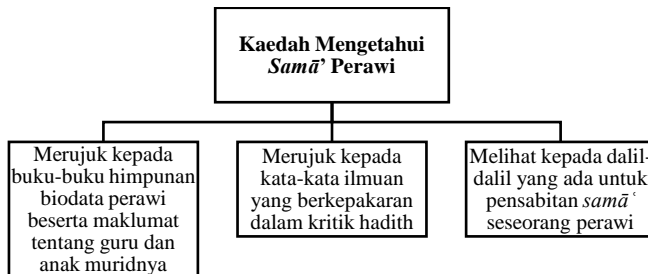 Kaedah Mengetahui
Samā’ Perawi
Merujuk kepada
buku-buku himpunan
biodata perawi
beserta maklumat
tentang guru dan
anak muridnya
Merujuk kepada
kata-kata ilmuan
yang berkepakaran
dalam kritik hadith
Melihat kepada dalil-
dalil yang ada untuk
pensabitan samā ʿ
seseorang perawi